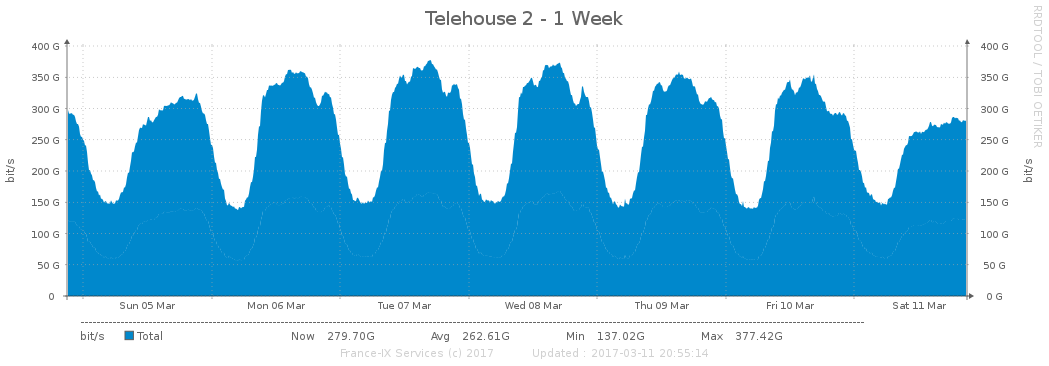 Telehouse 2 - 1 Week
RRDTOOL / TOBI OETIKER
400 G 400 G
350 G 350 G
300 G 300 G
250 G 250 G
200 G 200 G
150 G 150 G
100 G 100 G
50 G 50 G
0 0 G
bit/s
bit/s
Sun 05 Mar Mon 06 Mar Tue 07 Mar Wed 08 Mar Thu 09 Mar Fri 10 Mar Sat 11 Mar
bit/s Total Now 279.70G Avg 262.61G Min 137.02G Max 377.42G
France-IX Services (c) 2017 Updated : 2017-03-11 20:55:14